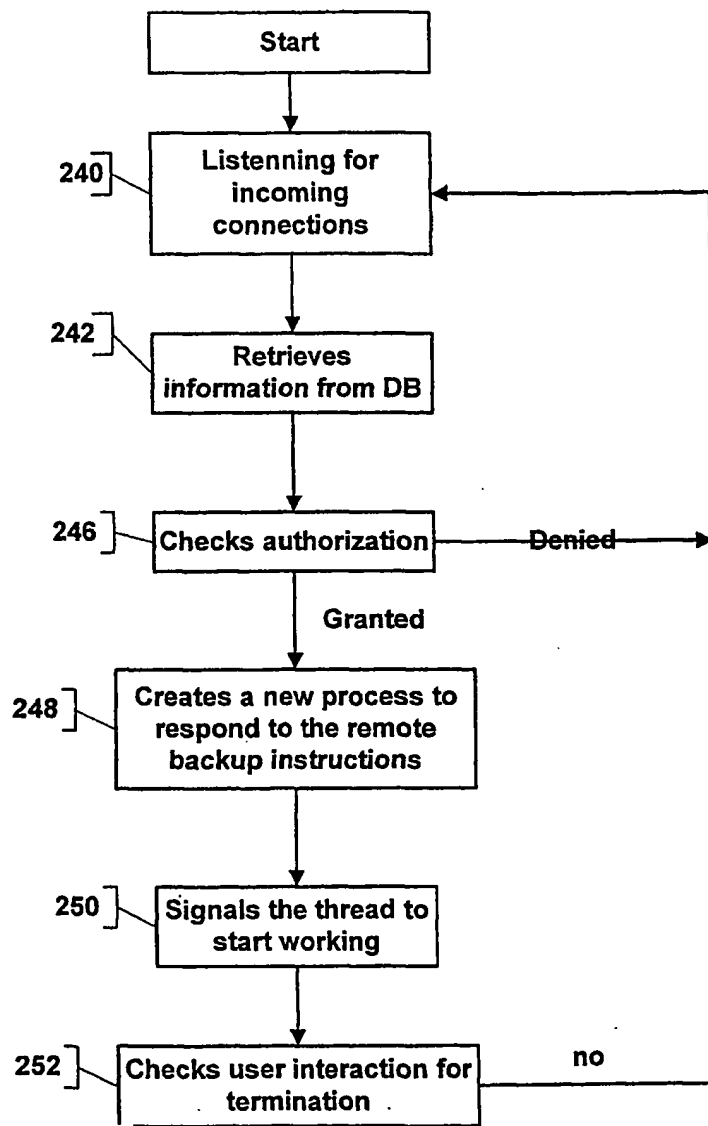 Start
240
Listenning for
incoming
connections
242
Retrieves
information from DB
246
Checks authorization
Denied
Granted
248
Creates a new process to
respond to the remote
backup instructions
250
Signals the thread to
start working
252
Checks user interaction for
termination
no